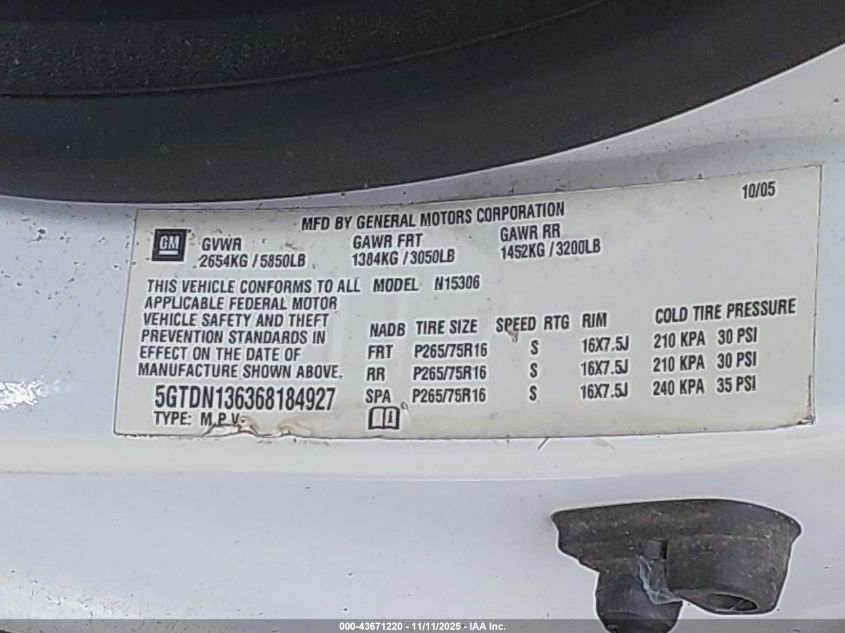 10/05
MFD BY GENERAL MOTORS CORPORATION
GM GVWR GAWR FRT GAWR RR
2654KG / 5850LB 1384KG / 3050LB 1452KG / 3200LB
THIS VEHICLE CONFORMS TO ALL MODEL N15306
APPLICABLE FEDERAL MOTOR
VEHICLE SAFETY AND THEFT
PREVENTION STANDARDS IN
EFFECT ON THE DATE OF
MANUFACTURE SHOWN ABOVE.
NADB TIRE SIZE SPEED RTG RIM COLD TIRE PRESSURE
FRT P265/75R16 S 16X7.5J 210 KPA 30 PSI
RR P265/75R16 S 16X7.5J 210 KPA 30 PSI
SPA P265/75R16 S 16X7.5J 240 KPA 35 PSI
5GTDN136368184927
TYPE: M.P.V.
000-43671220 - 11/11/2025 - IAA Inc.